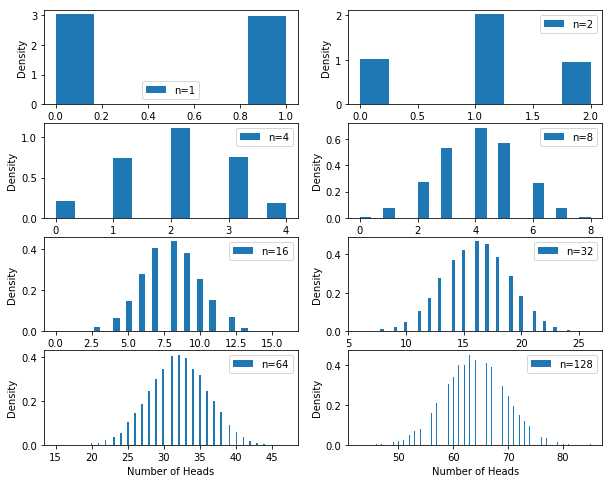 3
2
1
0
Density
n=1
0.0 0.2 0.4 0.6 0.8 1.0
2
1
0
Density
n=2
0.0 0.5 1.0 1.5 2.0
1.0
0.5
0.0
Density
n=4
0 1 2 3 4
0.6
0.4
0.2
0.0
Density
n=8
0 2 4 6 8
0.4
0.2
0.0
Density
n=16
0.0 2.5 5.0 7.5 10.0 12.5 15.0
0.4
0.2
0.0
Density
n=32
5 10 15 20 25
0.4
0.2
0.0
Density
n=64
15 20 25 30 35 40 45
Number of Heads
0.4
0.2
0.0
Density
n=128
50 60 70 80
Number of Heads